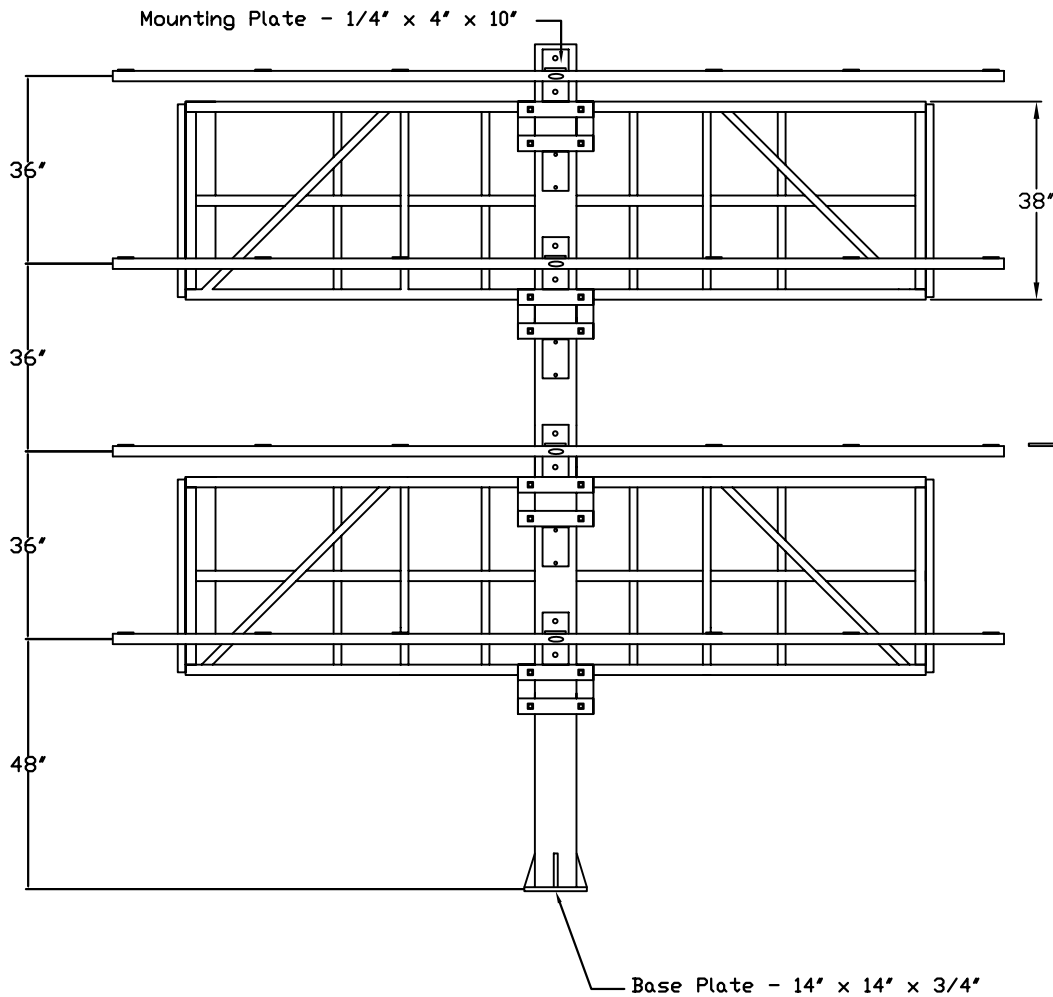 Mounting Plate - 1/4" x 4" x 10"
36"
38"
36"
36"
48"
Base Plate - 14" x 14" x 3/4"